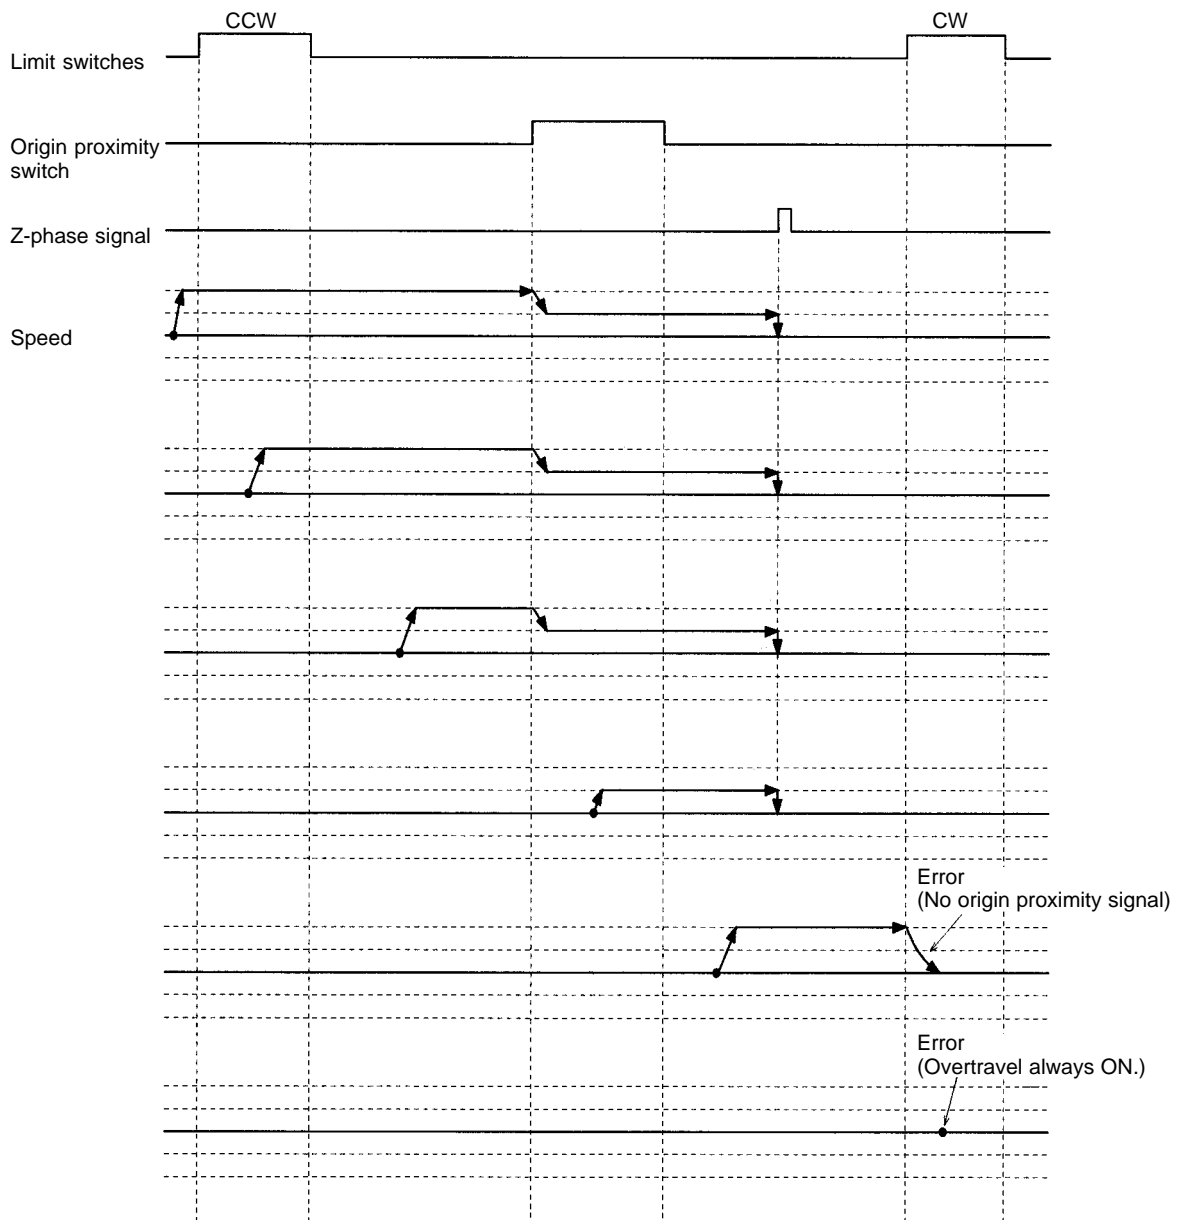 CCW
CW
Limit switches
Origin proximity
switch
Z-phase signal
Speed
Error
(No origin proximity signal)
Error
(Overtravel always ON.)